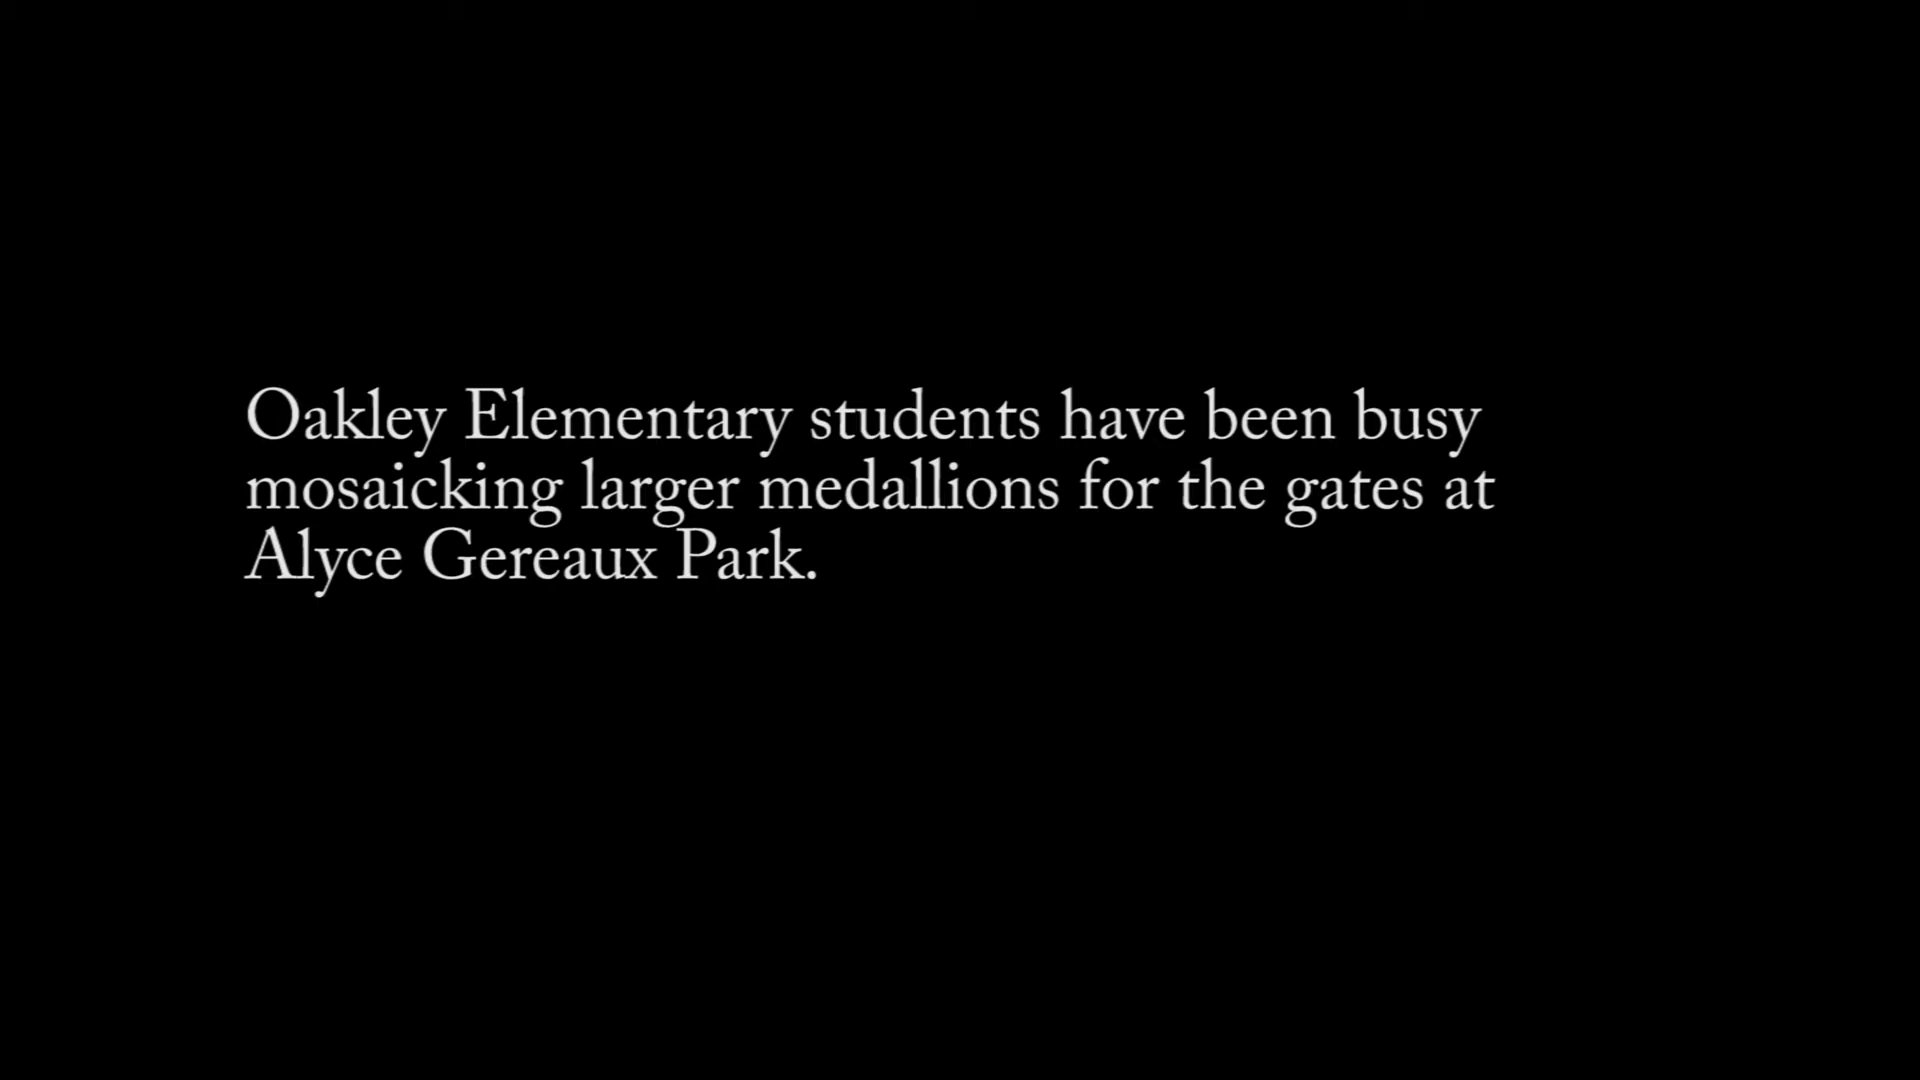 Oakley Elementary students have been busy
mosaicking larger medallions for the gates at
Alyce Gereaux Park.